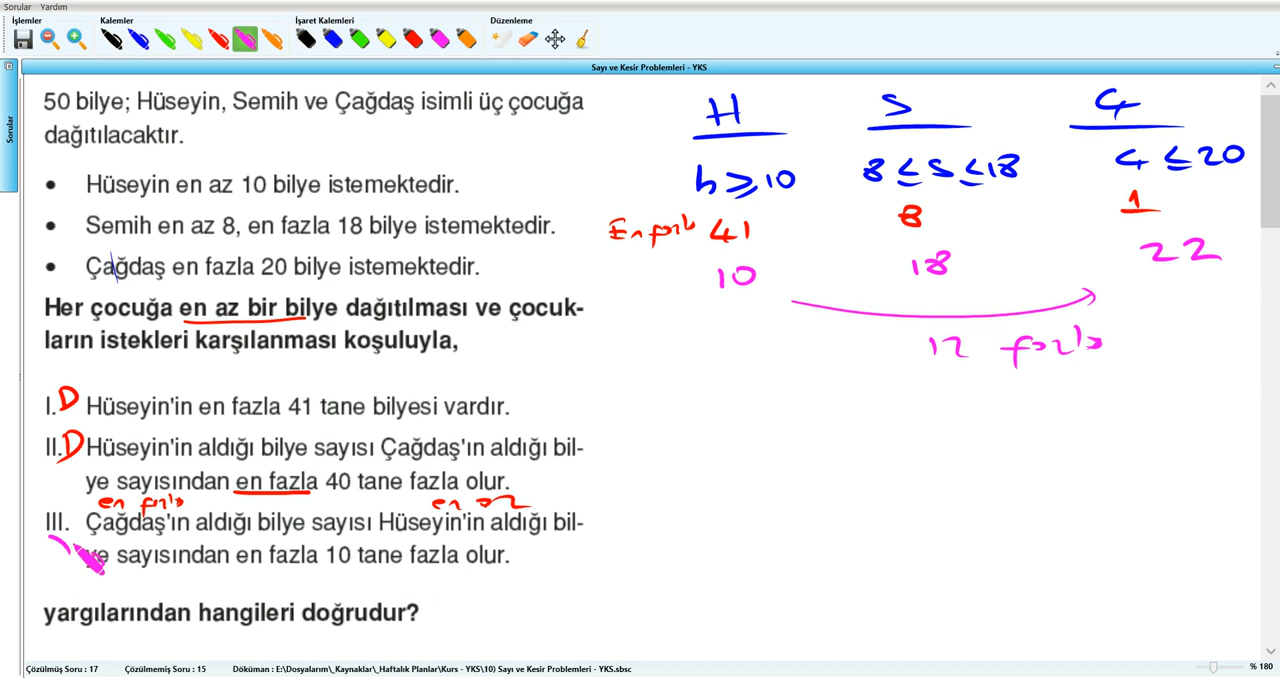 Sorular Yardım
İşlemler Kalemler İşaret Kalemleri Düzenleme
Sayı ve Kesir Problemleri - YKS
Sorular
50 bilye; Hüseyin, Semih ve Çağdaş isimli üç çocuğa
dağıtılacaktır.
• Hüseyin en az 10 bilye istemektedir.
• Semih en az 8, en fazla 18 bilye istemektedir.
• Çağdaş en fazla 20 bilye istemektedir.
Her çocuğa en az bir bilye dağıtılması ve çocuk-
ların istekleri karşılanması koşuluyla,
I. D Hüseyin'in en fazla 41 tane bilyesi vardır.
II. D Hüseyin'in aldığı bilye sayısı Çağdaş'ın aldığı bil-
ye sayısından en fazla 40 tane fazla olur.
en fazla en az
III. Çağdaş'ın aldığı bilye sayısı Hüseyin'in aldığı bil-
ye sayısından en fazla 10 tane fazla olur.
yargılarından hangileri doğrudur?
H S Ç
h ≥ 10 8 ≤ s ≤ 18 ç ≤ 20
En fazla 41 8 1
10 18 22
12 fazla
Çözülmüş Soru : 17 Çözülmemiş Soru : 15 Döküman : E:\Dosyalarım\_Kaynaklar\_Haftalık Planlar\Kurs - YKS\10) Sayı ve Kesir Problemleri - YKS.sbsc % 180